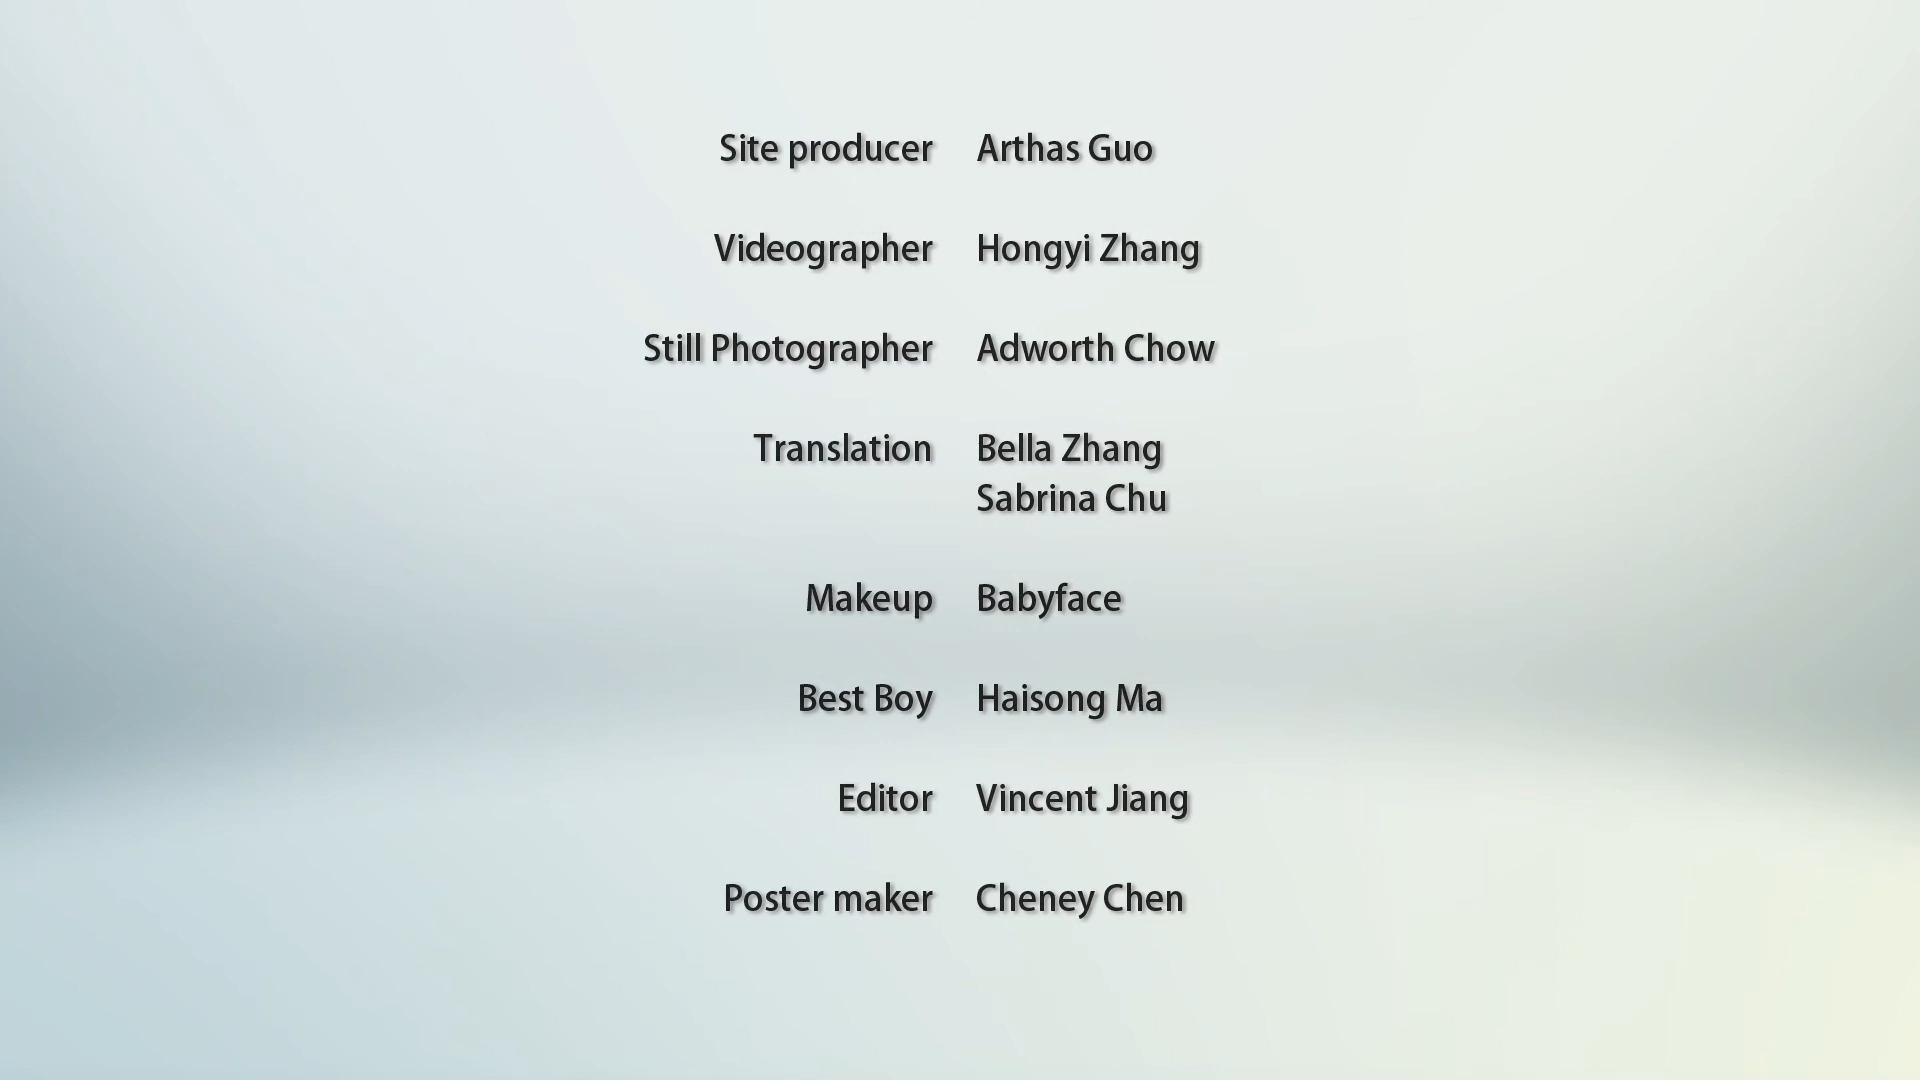 Site producer Arthas Guo
Videographer Hongyi Zhang
Still Photographer Adworth Chow
Translation Bella Zhang
Sabrina Chu
Makeup Babyface
Best Boy Haisong Ma
Editor Vincent Jiang
Poster maker Cheney Chen